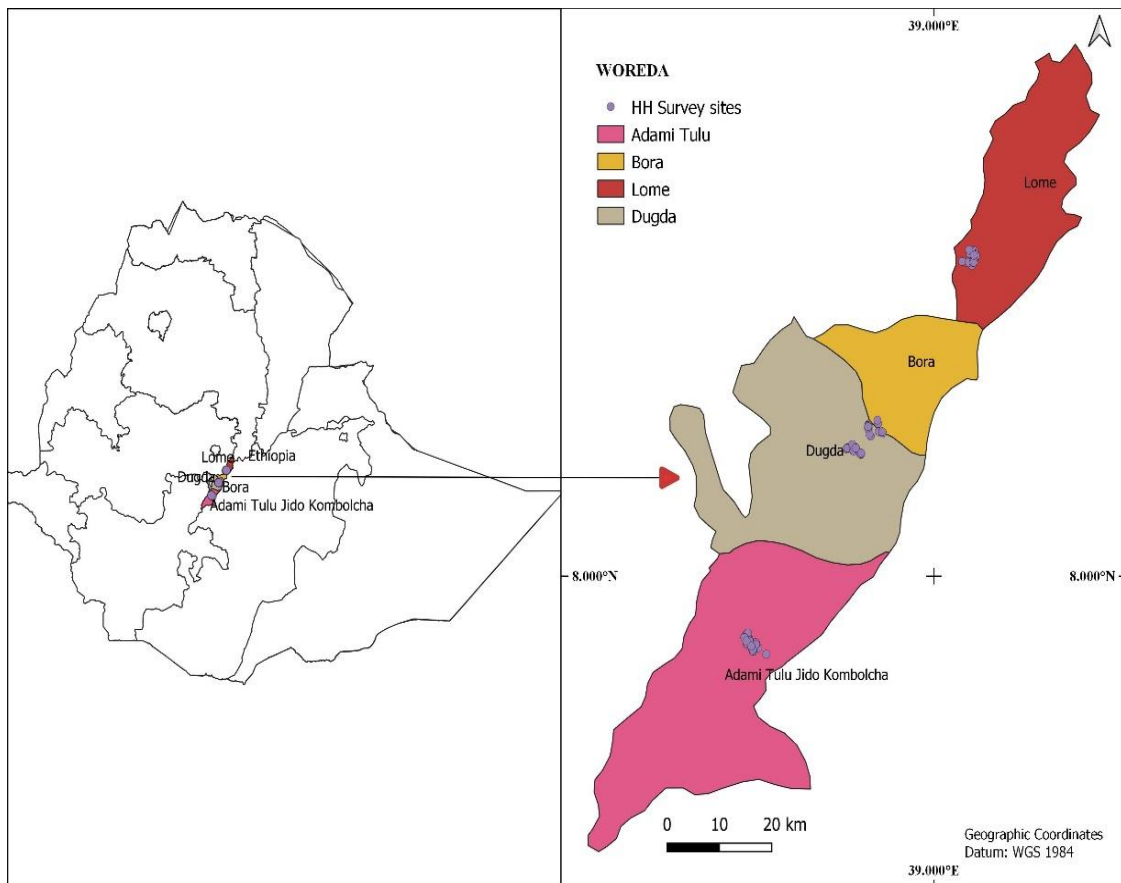 Lome
Ethiopia
Dugda
Bora
Adami Tulu Jido Kombolcha
39.000°E
WOREDA
HH Survey sites
Adami Tulu
Bora
Lome
Dugda
Lome
Bora
Dugda
8.000°N
8.000°N
Adami Tulu Jido Kombolcha
0 10 20 km
Geographic Coordinates
Datum: WGS 1984
39.000°E